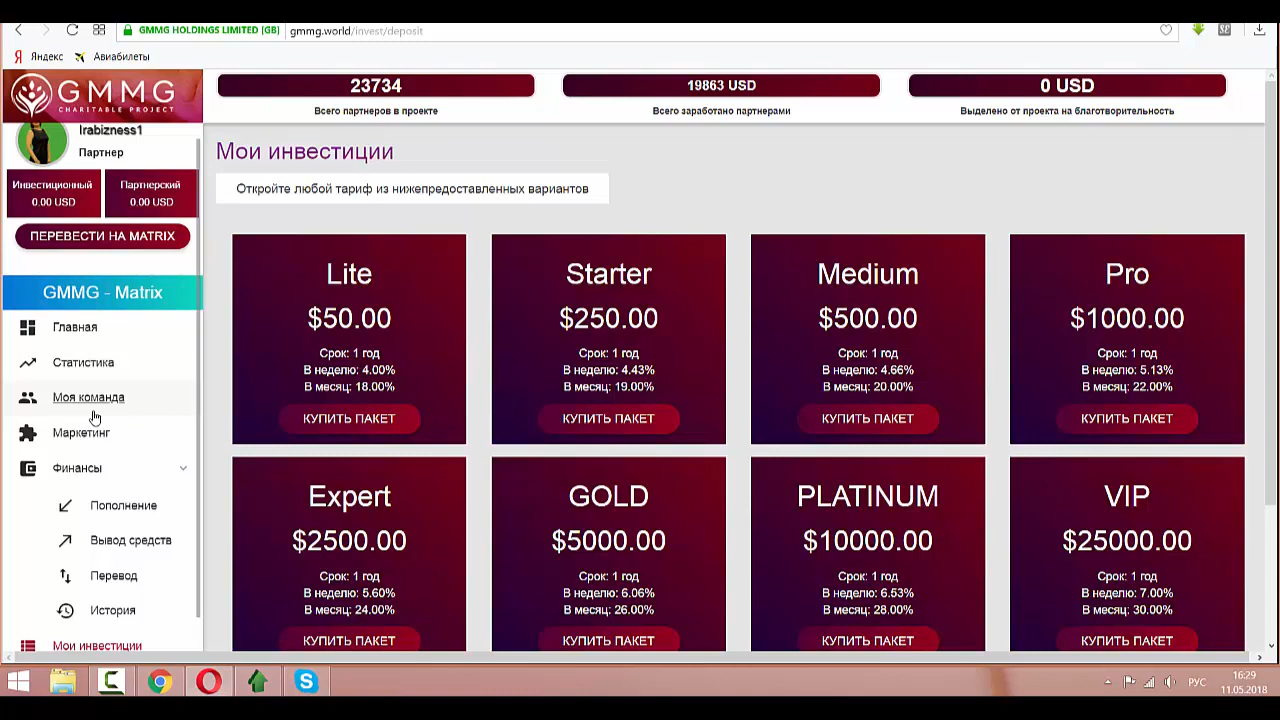 GMMG HOLDINGS LIMITED (GB)
gmmg.world/invest/deposit
Яндекс
Авиабилеты
GMMG
CHARITABLE PROJECT
Irabizness1
Партнер
Инвестиционный
0.00 USD
Партнерский
0.00 USD
ПЕРЕВЕСТИ НА MATRIX
GMMG - Matrix
Главная
Статистика
Моя команда
Маркетинг
Финансы
Пополнение
Вывод средств
Перевод
История
Мои инвестиции
23734
Всего партнеров в проекте
19863 USD
Всего заработано партнерами
0 USD
Выделено от проекта на благотворительность
Мои инвестиции
Откройте любой тариф из нижепредоставленных вариантов
Lite
$50.00
Срок: 1 год
В неделю: 4.00%
В месяц: 18.00%
КУПИТЬ ПАКЕТ
Starter
$250.00
Срок: 1 год
В неделю: 4.43%
В месяц: 19.00%
КУПИТЬ ПАКЕТ
Medium
$500.00
Срок: 1 год
В неделю: 4.66%
В месяц: 20.00%
КУПИТЬ ПАКЕТ
Pro
$1000.00
Срок: 1 год
В неделю: 5.13%
В месяц: 22.00%
КУПИТЬ ПАКЕТ
Expert
$2500.00
Срок: 1 год
В неделю: 5.60%
В месяц: 24.00%
КУПИТЬ ПАКЕТ
GOLD
$5000.00
Срок: 1 год
В неделю: 6.06%
В месяц: 26.00%
КУПИТЬ ПАКЕТ
PLATINUM
$10000.00
Срок: 1 год
В неделю: 6.53%
В месяц: 28.00%
КУПИТЬ ПАКЕТ
VIP
$25000.00
Срок: 1 год
В неделю: 7.00%
В месяц: 30.00%
КУПИТЬ ПАКЕТ
РУС
16:29
11.05.2018